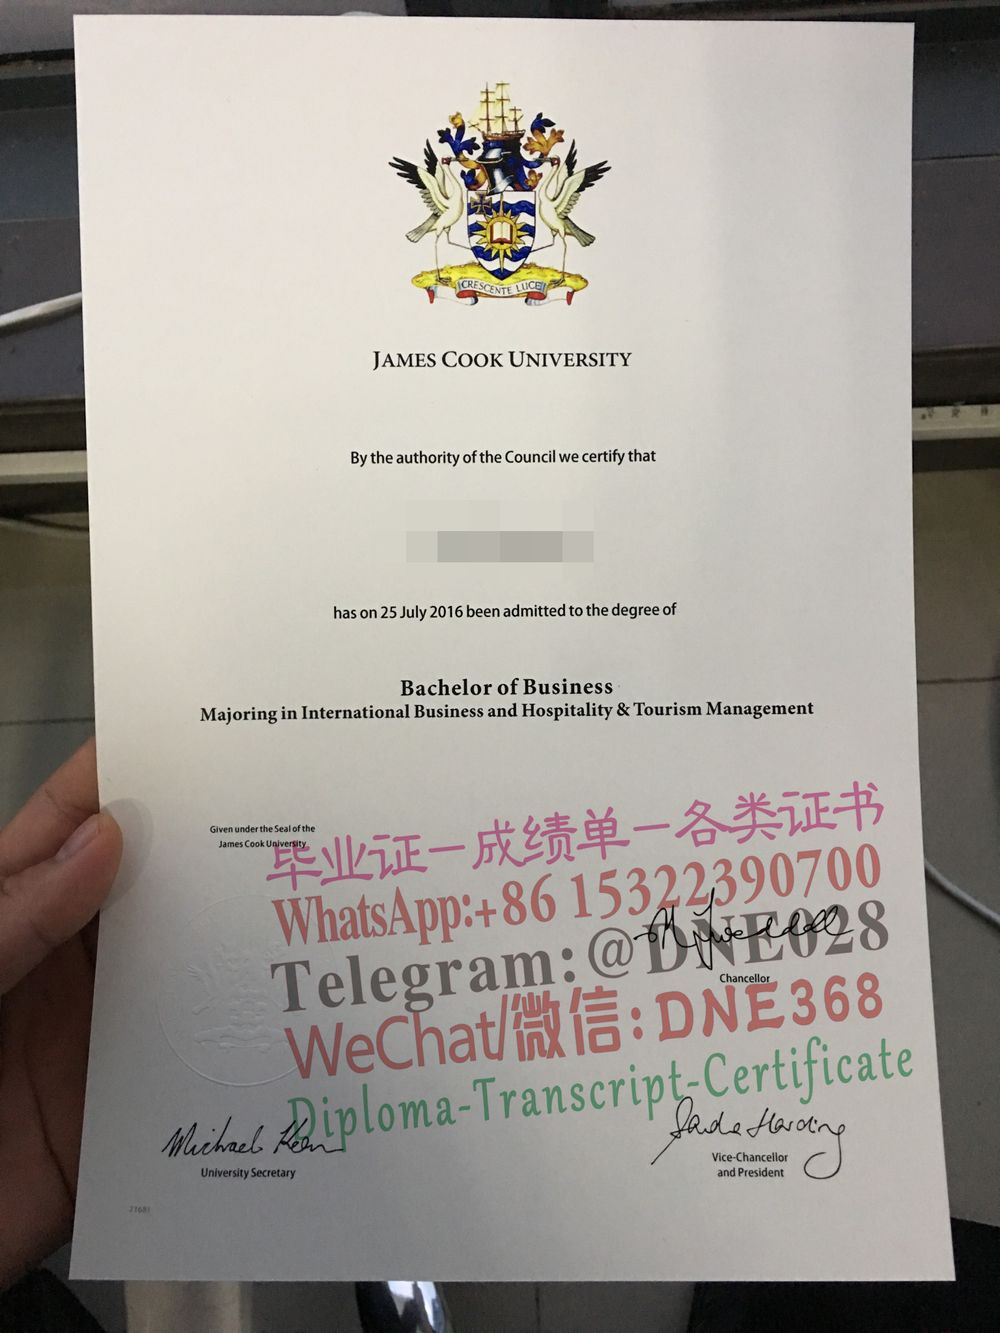 CRESCENTE LUCE
JAMES COOK UNIVERSITY
By the authority of the Council we certify that
has on 25 July 2016 been admitted to the degree of
Bachelor of Business
Majoring in International Business and Hospitality & Tourism Management
Given under the Seal of the
James Cook University
毕业证一成绩单一各类证书
WhatsApp:+86 15322390700
Telegram:@DNE028
Chancellor
WeChat/微信:DNE368
Diploma-Transcript-Certificate
Michael Keen
University Secretary
Sandra Harding
Vice-Chancellor
and President